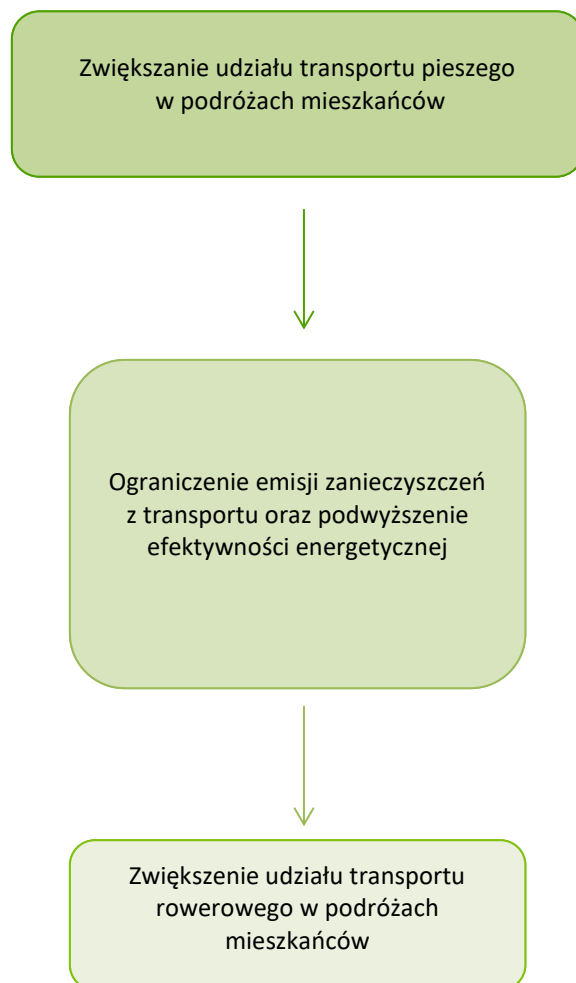 Zwiększanie udziału transportu pieszego
w podróżach mieszkańców
Ograniczenie emisji zanieczyszczeń
z transportu oraz podwyższenie
efektywności energetycznej
Zwiększenie udziału transportu
rowerowego w podróżach
mieszkańców